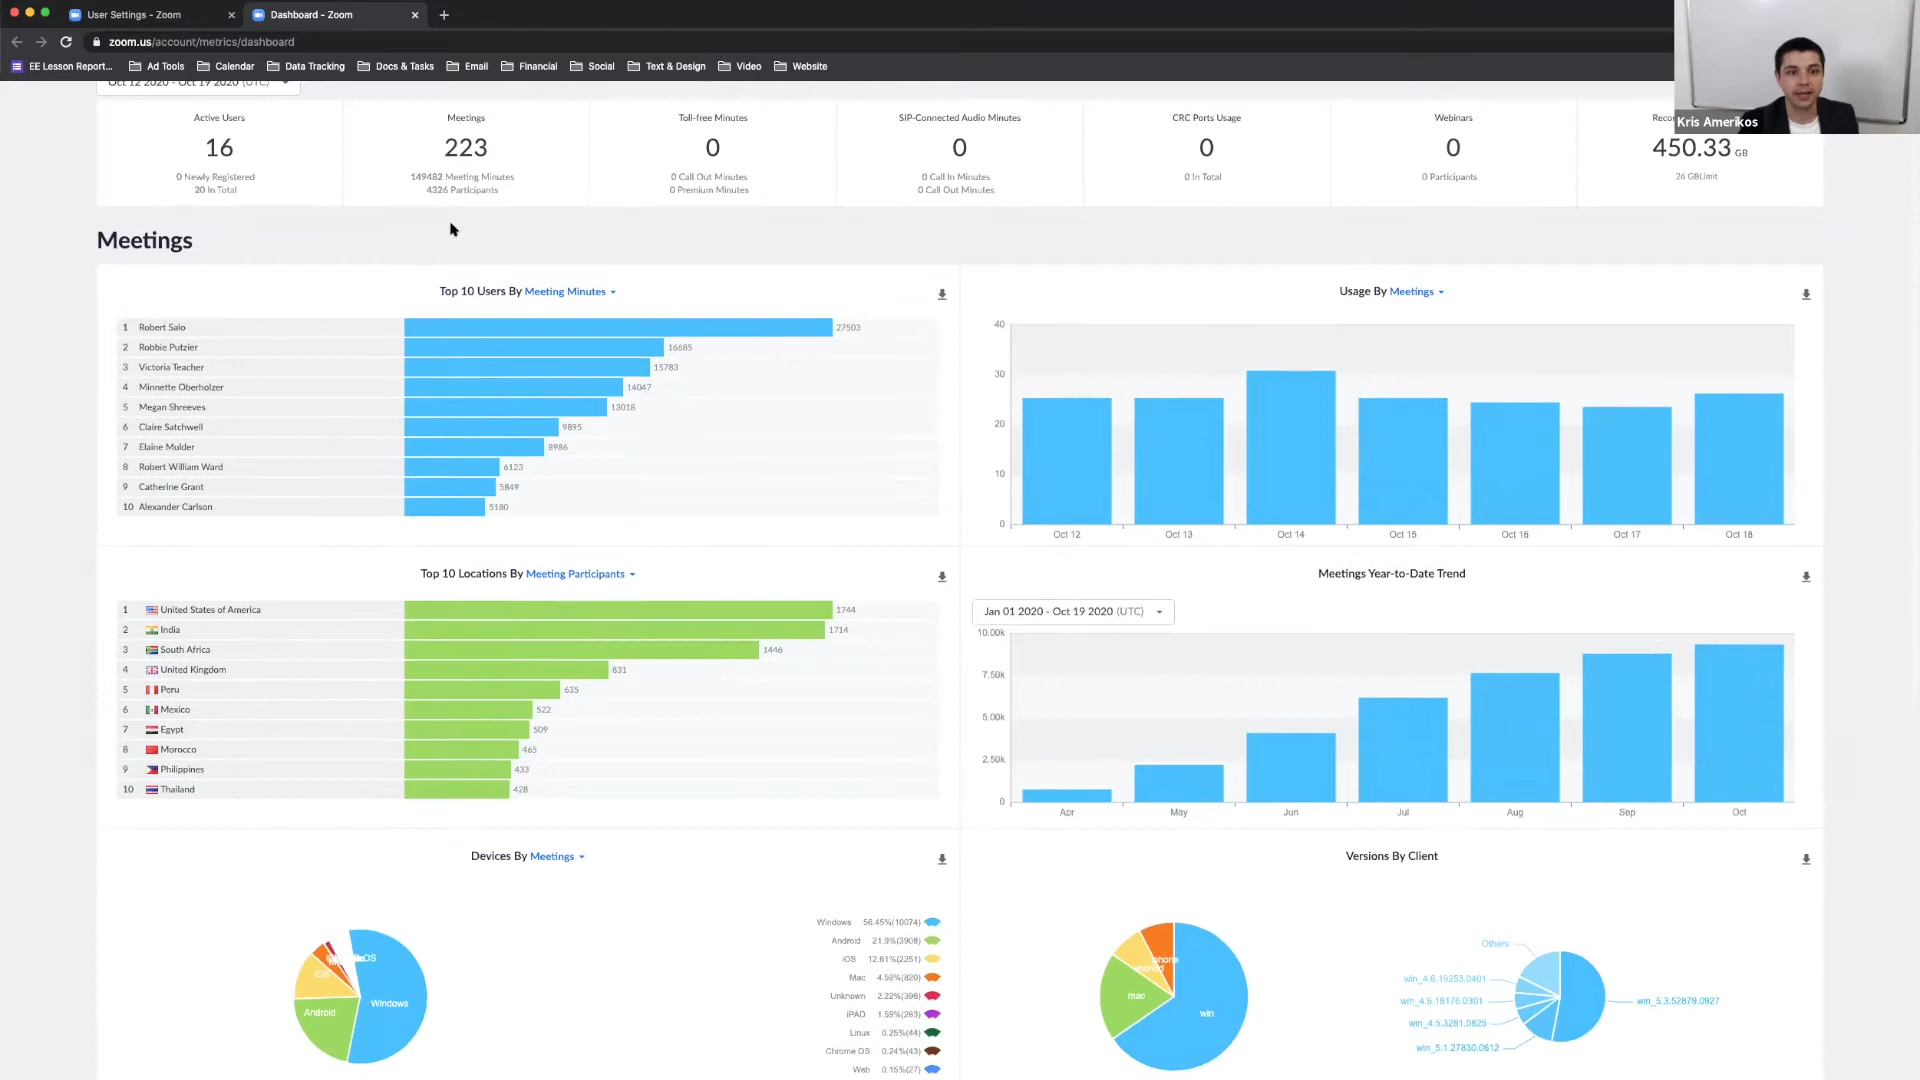 User Settings - Zoom
Dashboard - Zoom
zoom.us/account/metrics/dashboard
EE Lesson Report...
Ad Tools
Calendar
Data Tracking
Docs & Tasks
Email
Financial
Social
Text & Design
Video
Website
Kris Amerikos
Oct 12 2020 - Oct 19 2020 (UTC)
Active Users
16
0 Newly Registered
20 In Total
Meetings
223
149482 Meeting Minutes
4326 Participants
Toll-free Minutes
0
0 Call Out Minutes
0 Premium Minutes
SIP-Connected Audio Minutes
0
0 Call In Minutes
0 Call Out Minutes
CRC Ports Usage
0
0 In Total
Webinars
0
0 Participants
450.33 GB
26 GBLimit
Meetings
Top 10 Users By Meeting Minutes
1 Robert Salo 27503
2 Robbie Putzier 16685
3 Victoria Teacher 15783
4 Minnette Oberholzer 14047
5 Megan Shreeves 13018
6 Claire Satchwell 9895
7 Elaine Mulder 8986
8 Robert William Ward 6123
9 Catherine Grant 5849
10 Alexander Carlson 5180
Usage By Meetings
40
30
20
10
0
Oct 12 Oct 13 Oct 14 Oct 15 Oct 16 Oct 17 Oct 18
Top 10 Locations By Meeting Participants
1 United States of America 1744
2 India 1714
3 South Africa 1446
4 United Kingdom 831
5 Peru 635
6 Mexico 522
7 Egypt 509
8 Morocco 465
9 Philippines 433
10 Thailand 428
Meetings Year-to-Date Trend
Jan 01 2020 - Oct 19 2020 (UTC)
10.00k
7.50k
5.00k
2.50k
0
Apr May Jun Jul Aug Sep Oct
Devices By Meetings
Windows
Android
iOS
Windows 56.45%(10074)
Android 21.9%(3908)
iOS 12.61%(2251)
Mac 4.59%(820)
Unknown 2.22%(396)
iPAD 1.59%(283)
Linux 0.25%(44)
Chrome OS 0.24%(43)
Web 0.15%(27)
Versions By Client
iphone
android
mac
win
Others
win_4.6.19253.0401
win_4.6.18176.0301
win_4.5.3261.0825
win_5.1.27830.0612
win_5.3.52879.0927